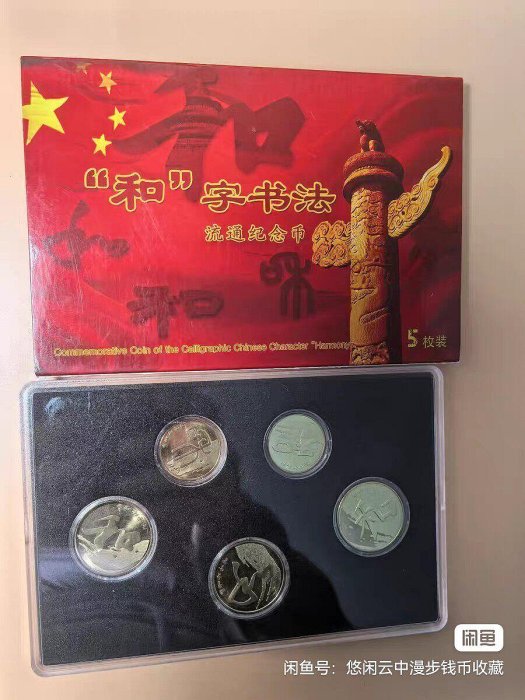 “和”字书法
流通纪念币
Commemorative Coin of the Calligraphic Chinese Character "Harmony
5枚装
闲鱼
闲鱼号：悠闲云中漫步钱币收藏